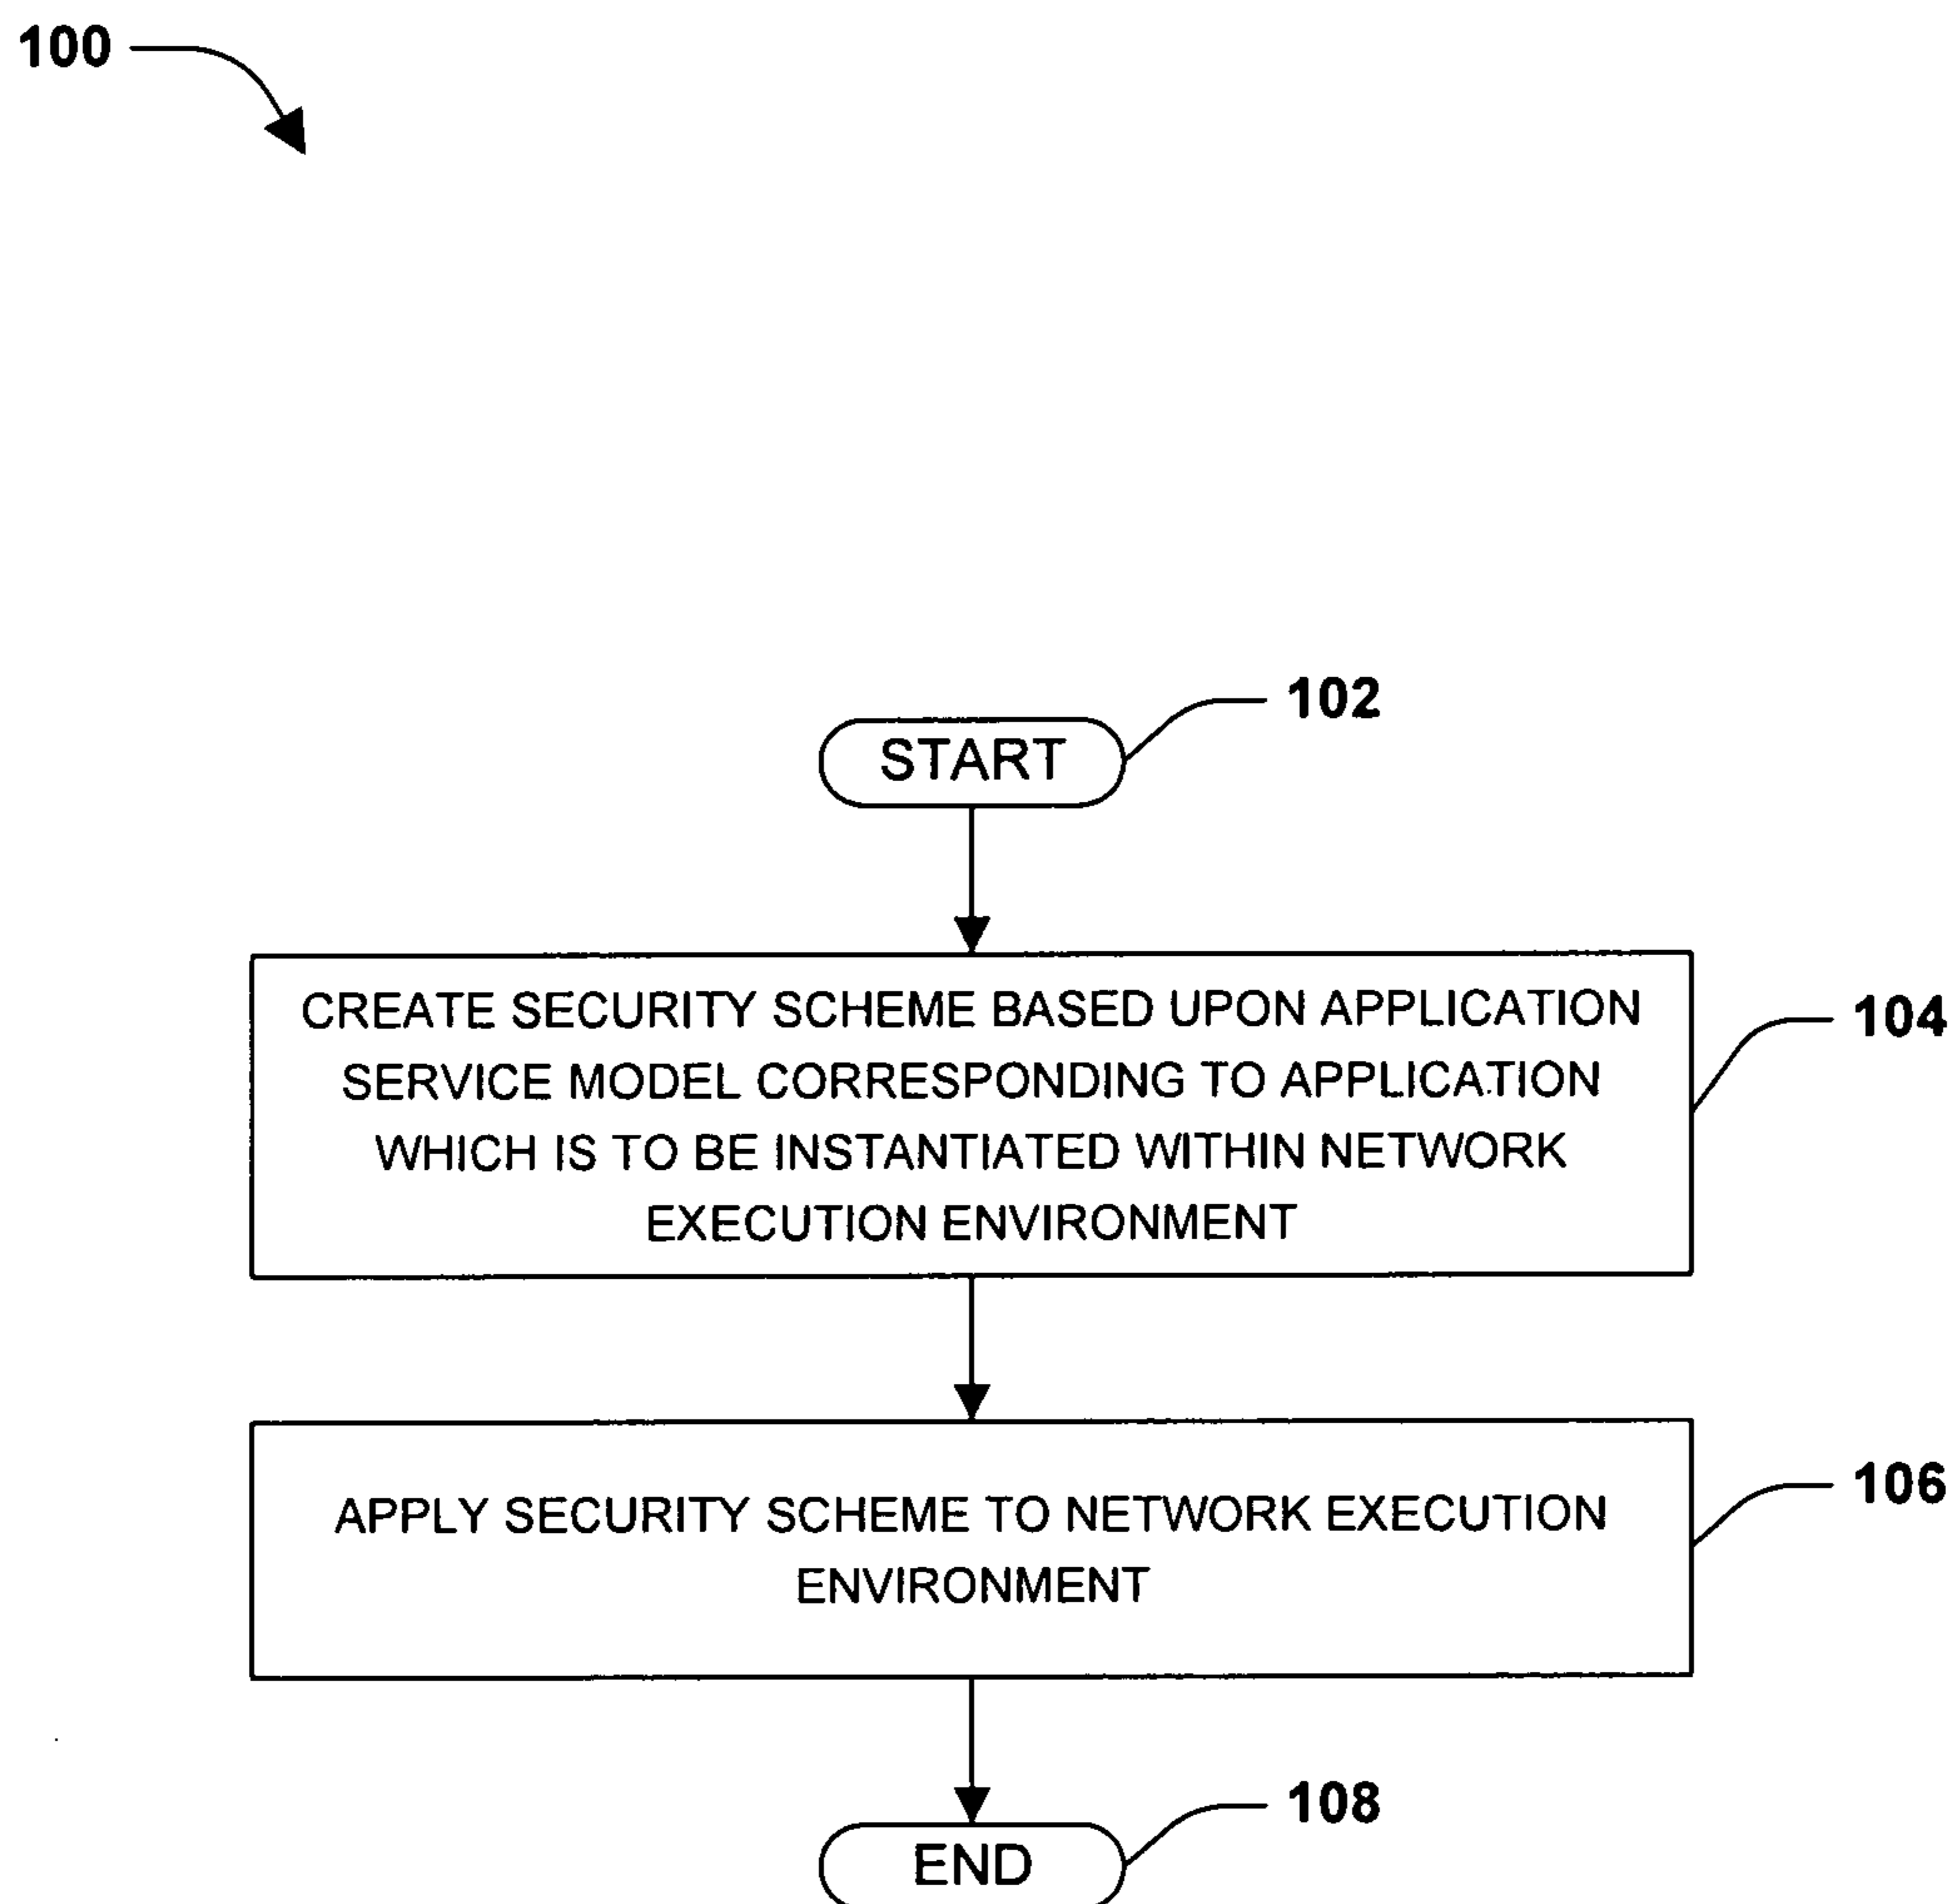 100
102
START
CREATE SECURITY SCHEME BASED UPON APPLICATION
SERVICE MODEL CORRESPONDING TO APPLICATION
WHICH IS TO BE INSTANTIATED WITHIN NETWORK
EXECUTION ENVIRONMENT
104
APPLY SECURITY SCHEME TO NETWORK EXECUTION
ENVIRONMENT
106
108
END